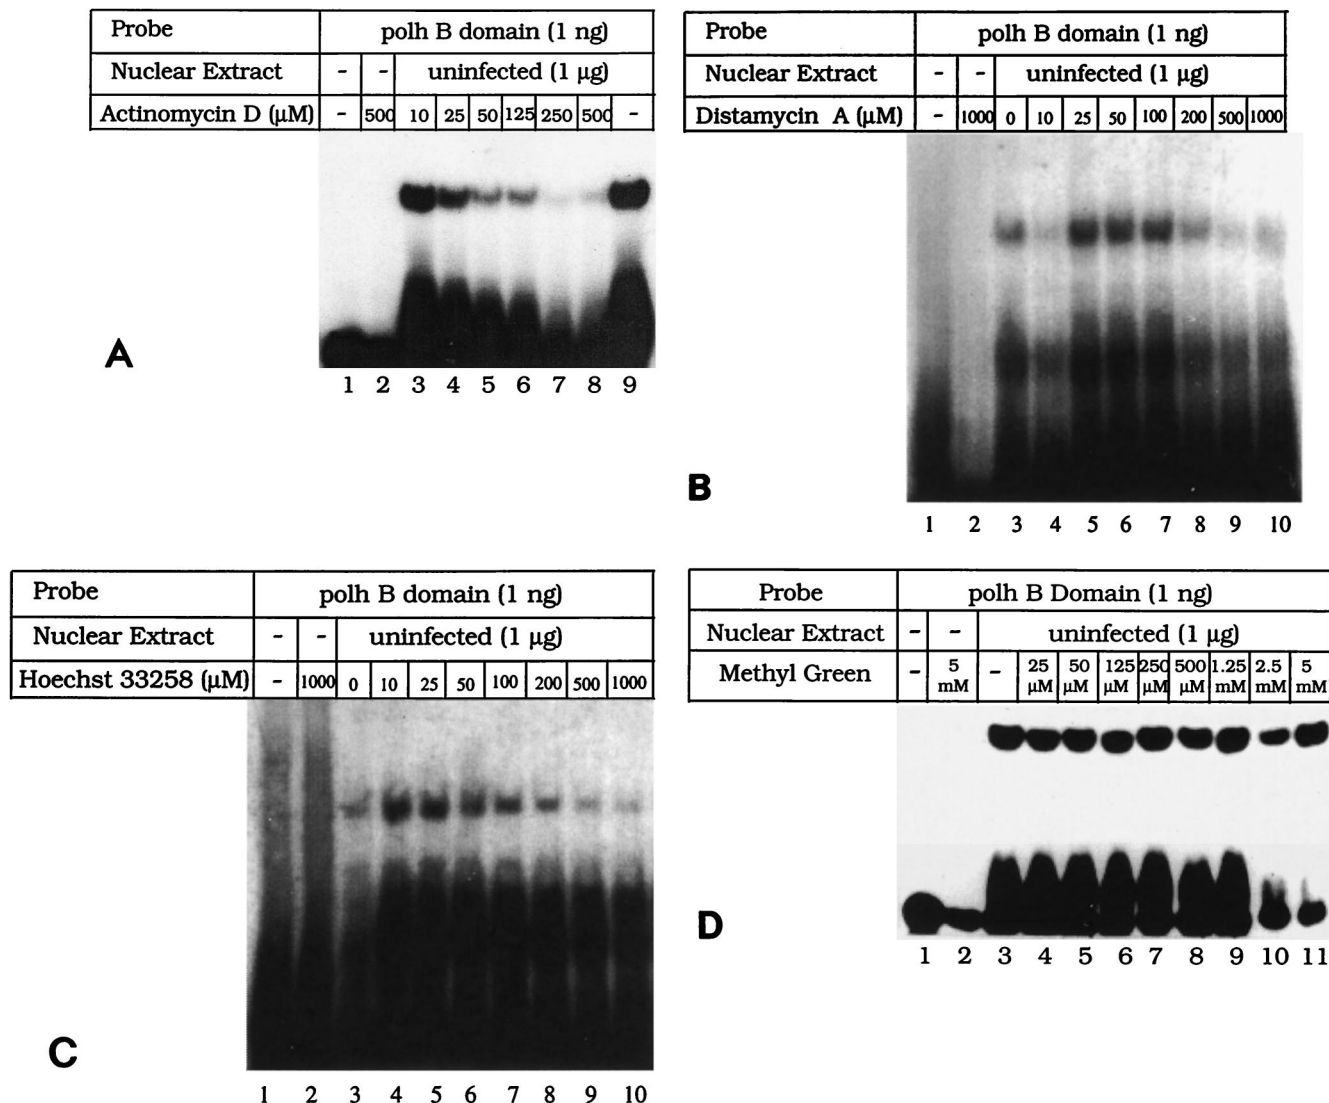 Probe polh B domain (1 ng)
Nuclear Extract - - uninfected (1 µg)
Actinomycin D (µM) - 500 10 25 50 125 250 500 -
A
1 2 3 4 5 6 7 8 9
Probe polh B domain (1 ng)
Nuclear Extract - - uninfected (1 µg)
Distamycin A (µM) - 1000 0 10 25 50 100 200 500 1000
B
1 2 3 4 5 6 7 8 9 10
Probe polh B domain (1 ng)
Nuclear Extract - - uninfected (1 µg)
Hoechst 33258 (µM) - 1000 0 10 25 50 100 200 500 1000
C
1 2 3 4 5 6 7 8 9 10
Probe polh B Domain (1 ng)
Nuclear Extract - - uninfected (1 µg)
Methyl Green - 5 mM - 25 µM 50 µM 125 µM 250 µM 500 µM 1.25 mM 2.5 mM 5 mM
D
1 2 3 4 5 6 7 8 9 10 11